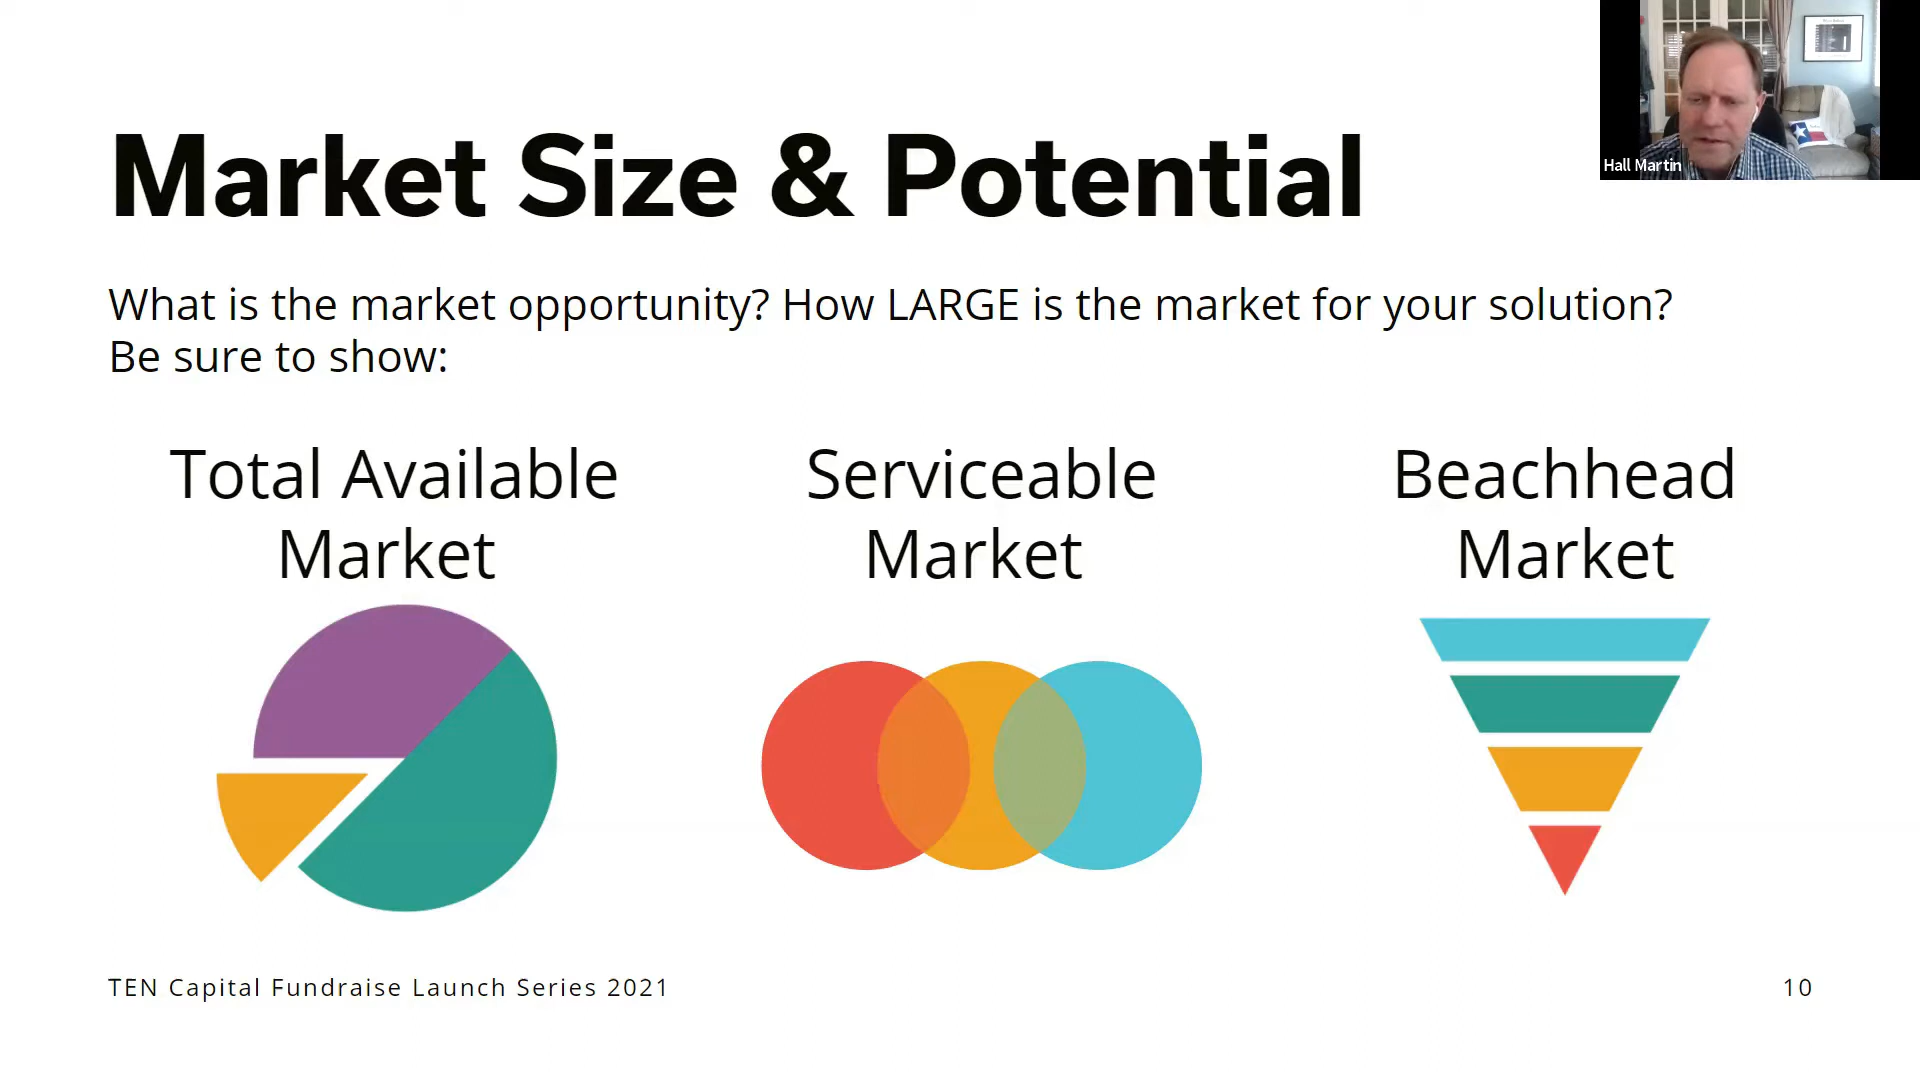 Market Size & Potential
Hall Martin
What is the market opportunity? How LARGE is the market for your solution?
Be sure to show:
Total Available
Market
Serviceable
Market
Beachhead
Market
TEN Capital Fundraise Launch Series 2021
10